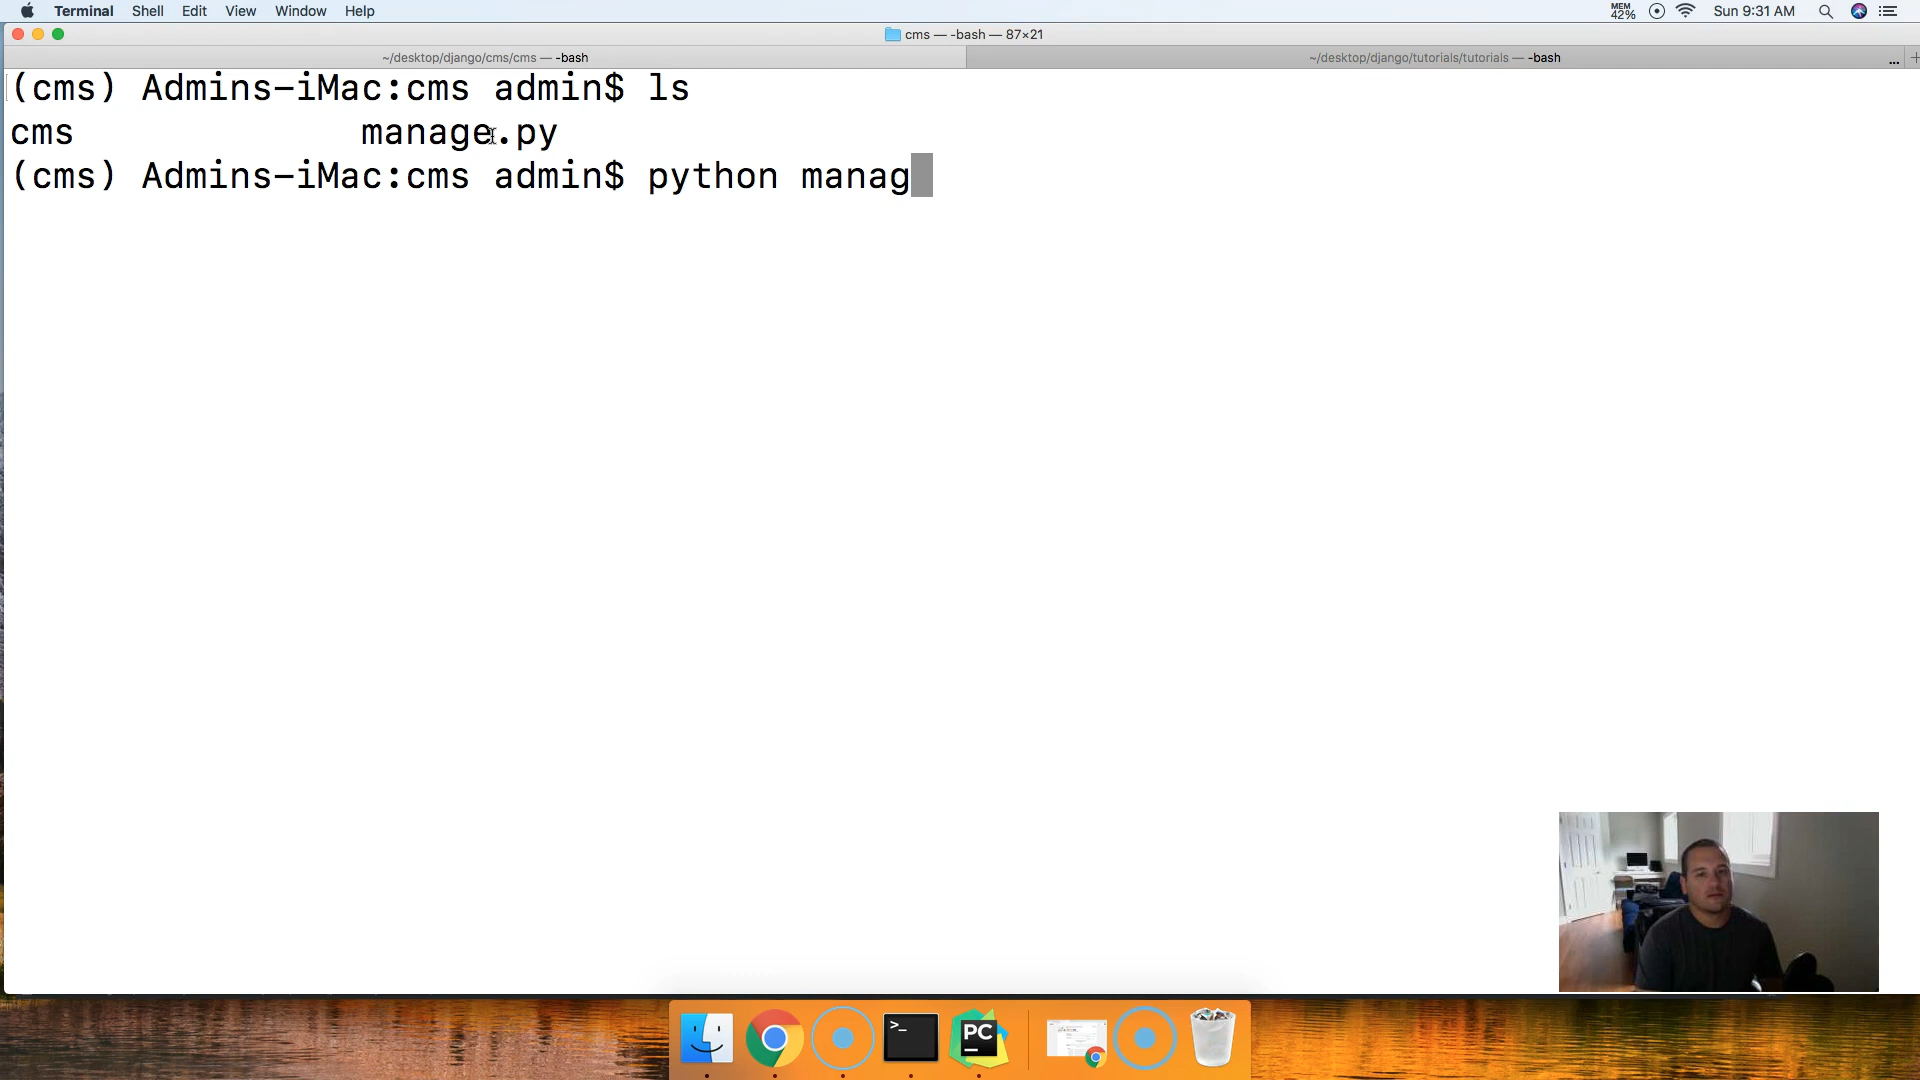 Terminal Shell Edit View Window Help MEM 42% Sun 9:31 AM
cms — -bash — 87×21
~/desktop/django/cms/cms — -bash ~/desktop/django/tutorials/tutorials — -bash ... +
(cms) Admins-iMac:cms admin$ ls
cms manage.py
(cms) Admins-iMac:cms admin$ python manag
>_ PC